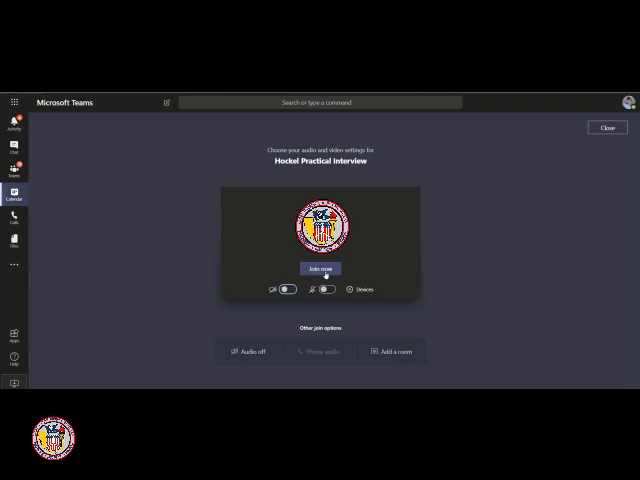 Microsoft Teams
Search or type a command
Activity
Chat
Teams
Calendar
Calls
Files
Apps
Help
Close
Choose your audio and video settings for
Hockel Practical Interview
Join now
Devices
Other join options
Audio off
Phone audio
Add a room